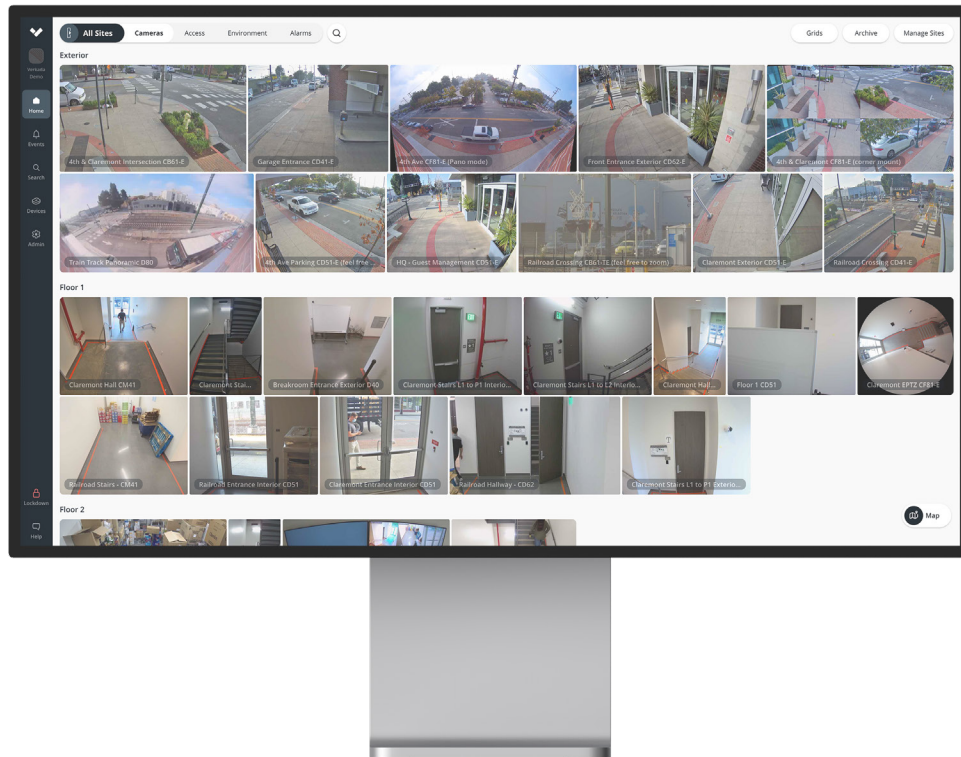 All Sites
Cameras
Access
Environment
Alarms
Grids
Archive
Manage Sites
Verkada Demo
Home
Events
Search
Devices
Admin
Lockdown
Help
Exterior
4th & Claremont Intersection CB61-E
Garage Entrance CD41-E
4th Ave CF81-E (Pano mode)
Front Entrance Exterior CD62-E
4th & Claremont CF81-E (corner mount)
Train Track Panoramic D80
4th Ave Parking CD51-E (feel free ...
HQ - Guest Management CD51-E
Railroad Crossing CB61-TE (feel free to zoom)
Claremont Exterior CD51-E
Railroad Crossing CD41-E
Floor 1
Claremont Hall CM41
Claremons Stai...
Breakroom Entrance Exterior D40
Claremont Stairs L1 to P1 Interio...
Claremont Stairs L1 to L2 Interio...
Claremont Hall...
Floor 1 CD51
Claremont EPTZ CF81-E
Railroad Stairs - CM41
Railroad Entrance Interior CD51
Claremont Entrance Interior CD51
Railroad Hallway - CD62
Claremont Stairs L1 to P1 Exterio...
Floor 2
Map